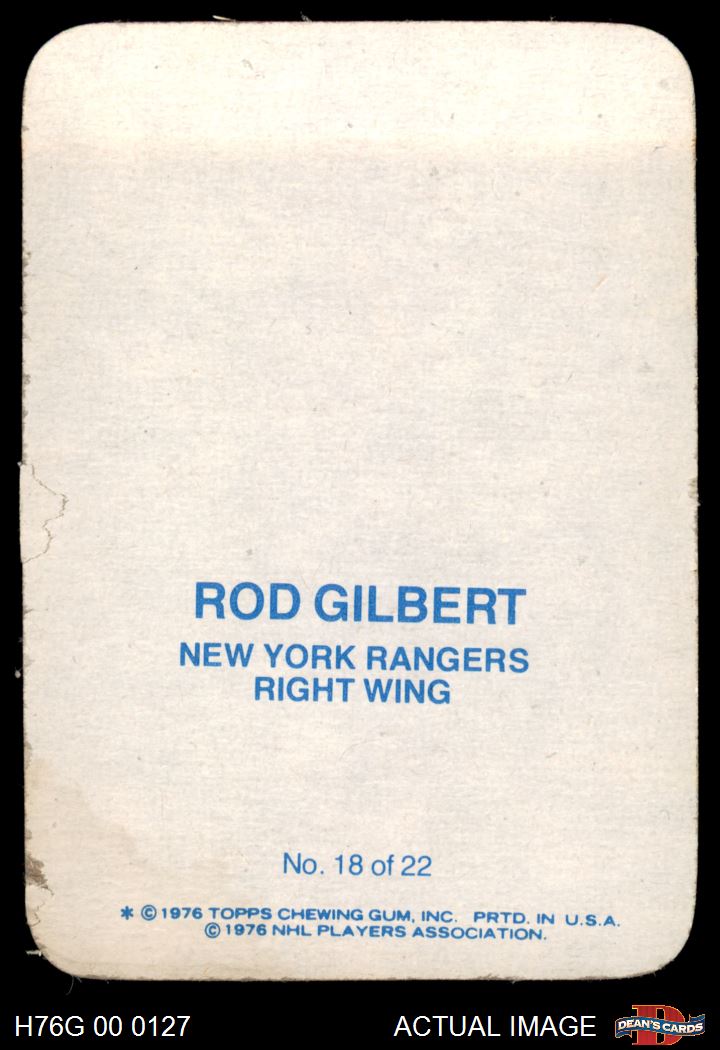 ROD GILBERT
NEW YORK RANGERS
RIGHT WING
No. 18 of 22
* © 1976 TOPPS CHEWING GUM, INC. PRTD. IN U.S.A.
© 1976 NHL PLAYERS ASSOCIATION.
H76G 00 0127
ACTUAL IMAGE
D
DEAN'S CARDS